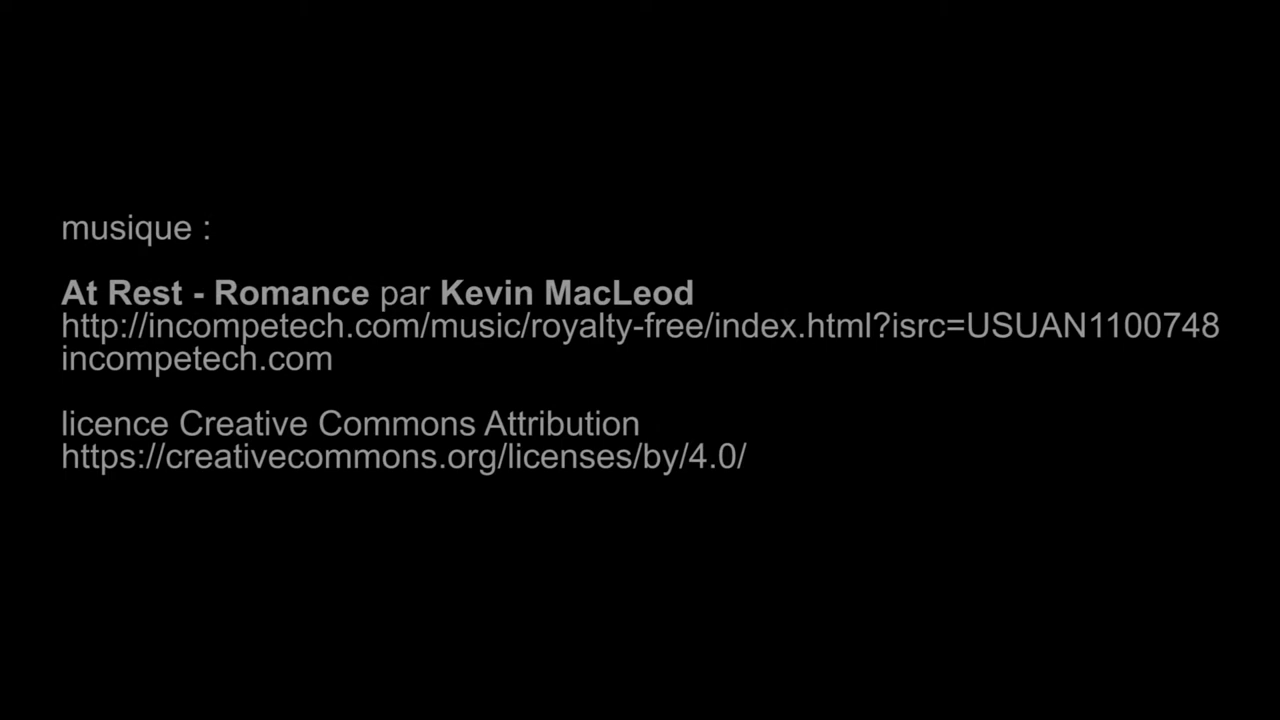 musique :
At Rest - Romance par Kevin MacLeod
http://incompetech.com/music/royalty-free/index.html?isrc=USUAN1100748
incompetech.com
licence Creative Commons Attribution
https://creativecommons.org/licenses/by/4.0/